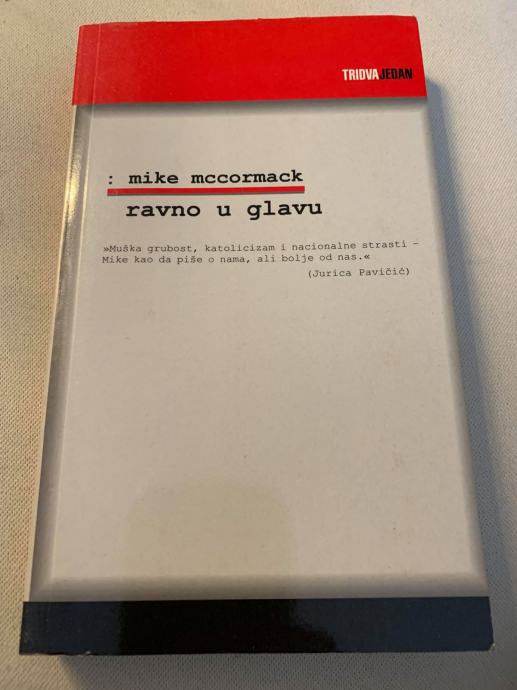 TRIDVAJEDAN
: mike mccormack
ravno u glavu
»Muška grubost, katolicizam i nacionalne strasti –
Mike kao da piše o nama, ali bolje od nas.«
(Jurica Pavičić)